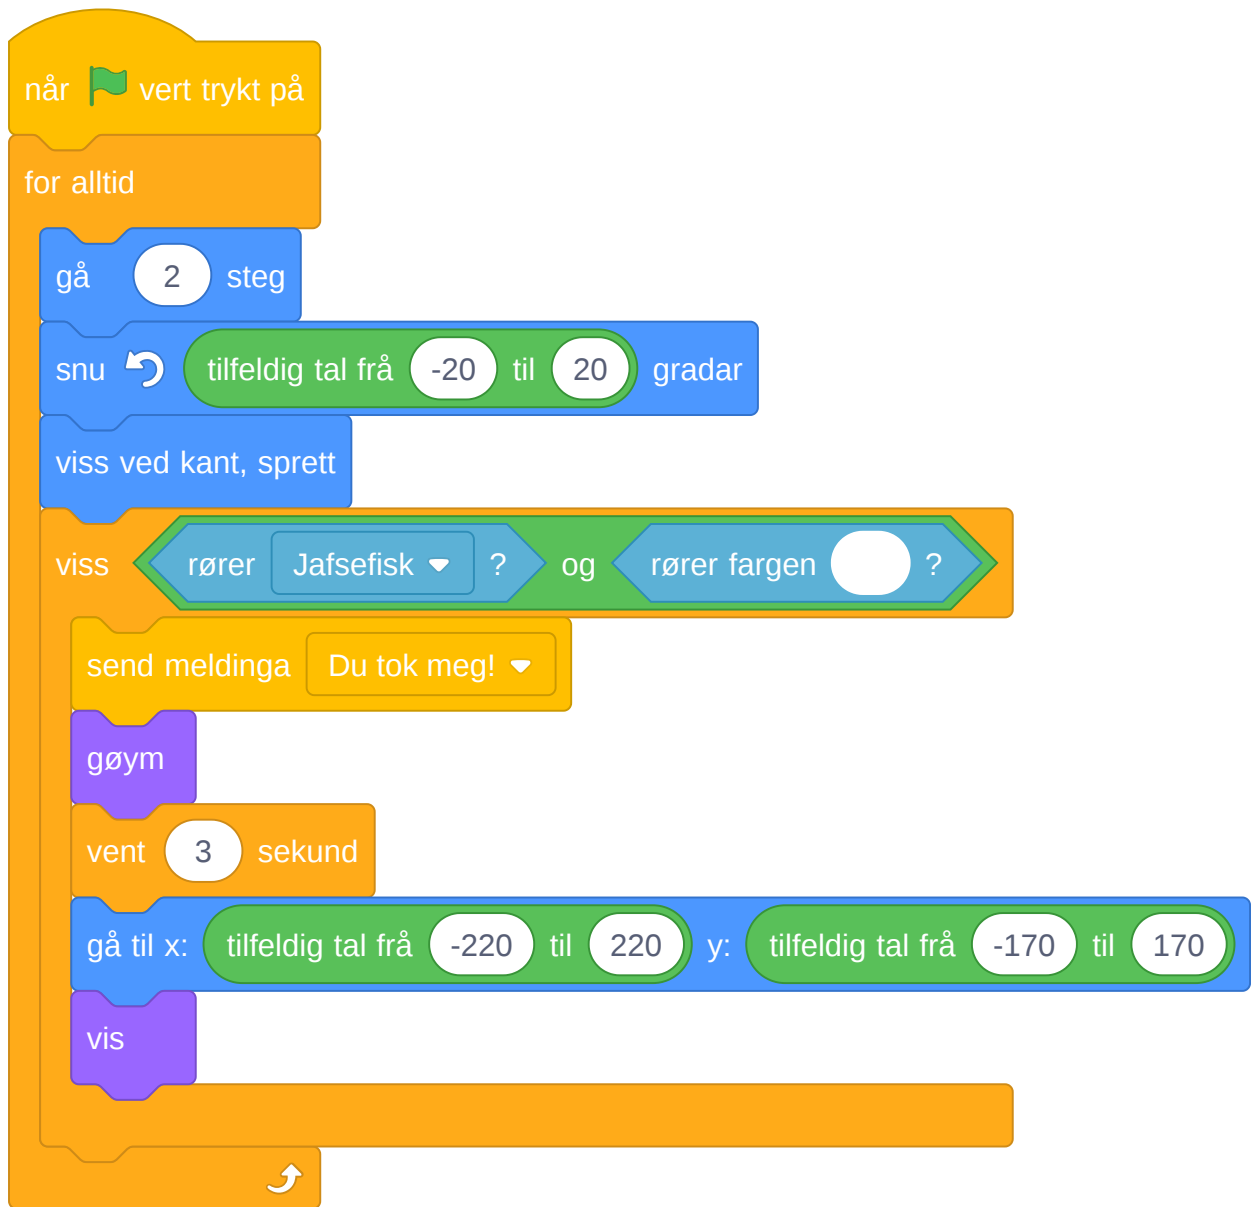 når vert trykt på
for alltid
gå 2 steg
snu tilfeldig tal frå -20 til 20 gradar
viss ved kant, sprett
viss rører Jafsefisk ? og rører fargen ?
send meldinga Du tok meg!
gøym
vent 3 sekund
gå til x: tilfeldig tal frå -220 til 220 y: tilfeldig tal frå -170 til 170
vis